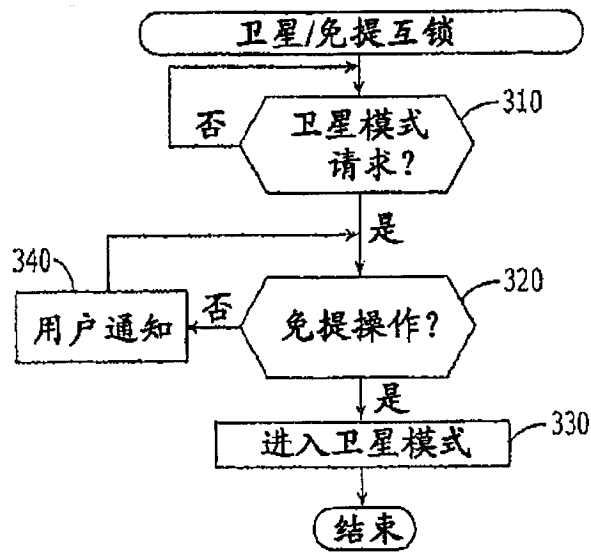 卫星/免提互锁
否
卫星模式
请求?
310
是
340
用户通知
否
免提操作?
320
是
进入卫星模式
330
结束